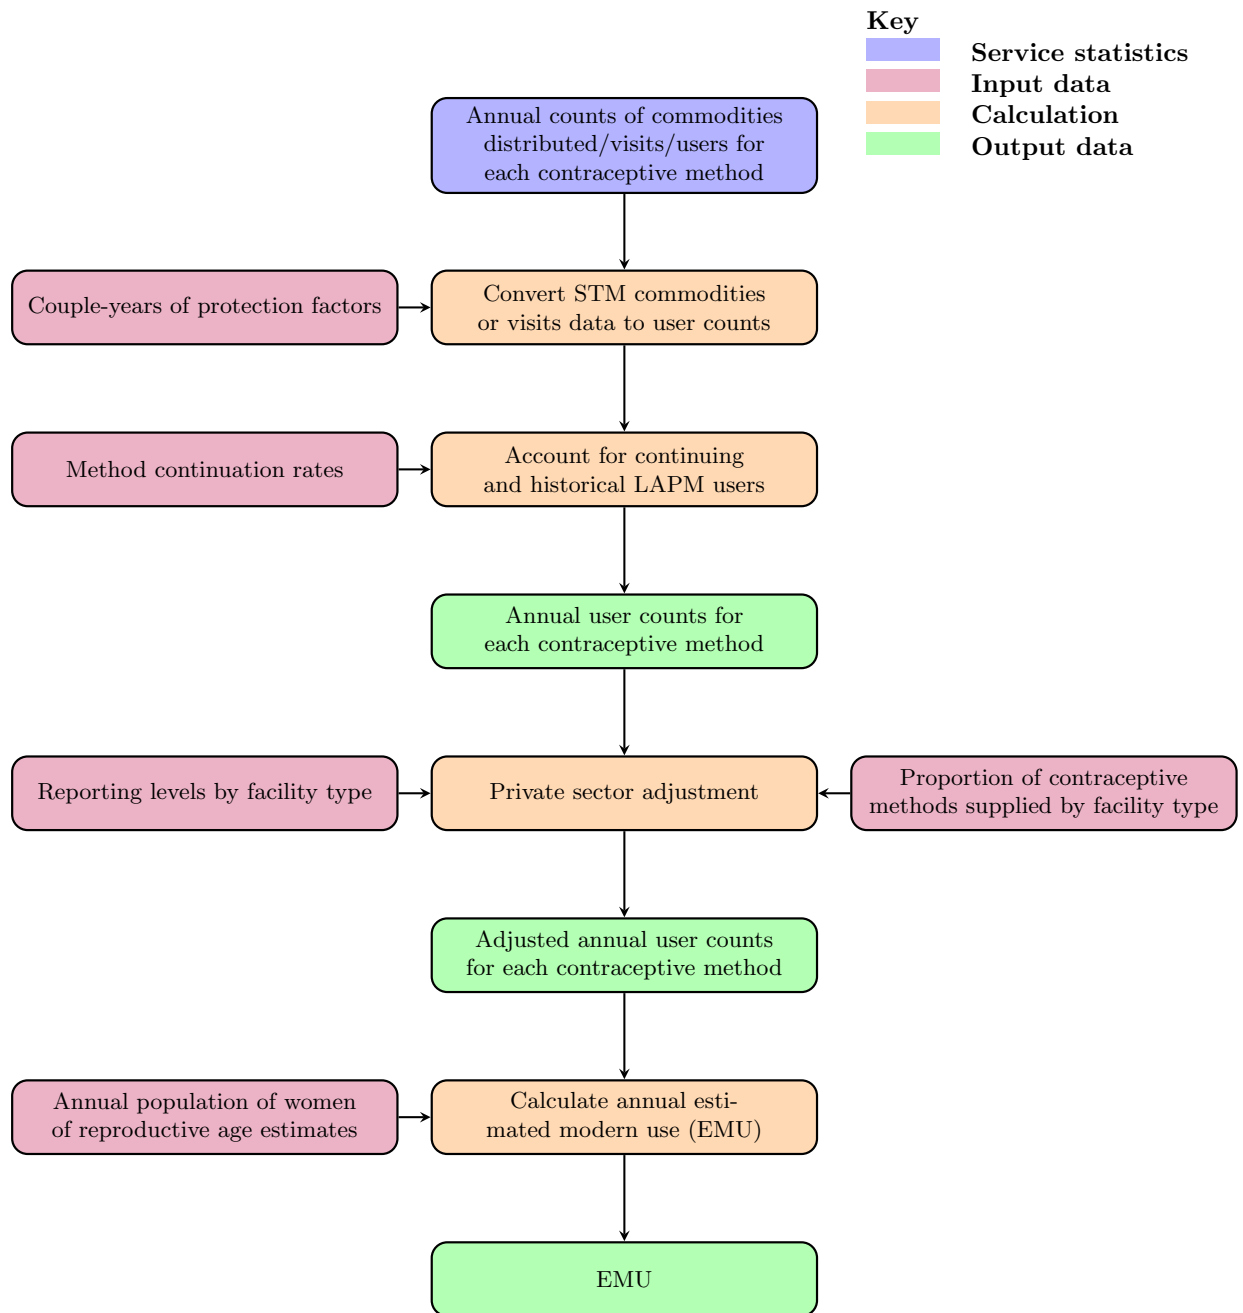 Key
Service statistics
Input data
Calculation
Output data
Annual counts of commodities
distributed/visits/users for
each contraceptive method
Couple-years of protection factors
Convert STM commodities
or visits data to user counts
Method continuation rates
Account for continuing
and historical LAPM users
Annual user counts for
each contraceptive method
Reporting levels by facility type
Private sector adjustment
Proportion of contraceptive
methods supplied by facility type
Adjusted annual user counts
for each contraceptive method
Annual population of women
of reproductive age estimates
Calculate annual esti-
mated modern use (EMU)
EMU